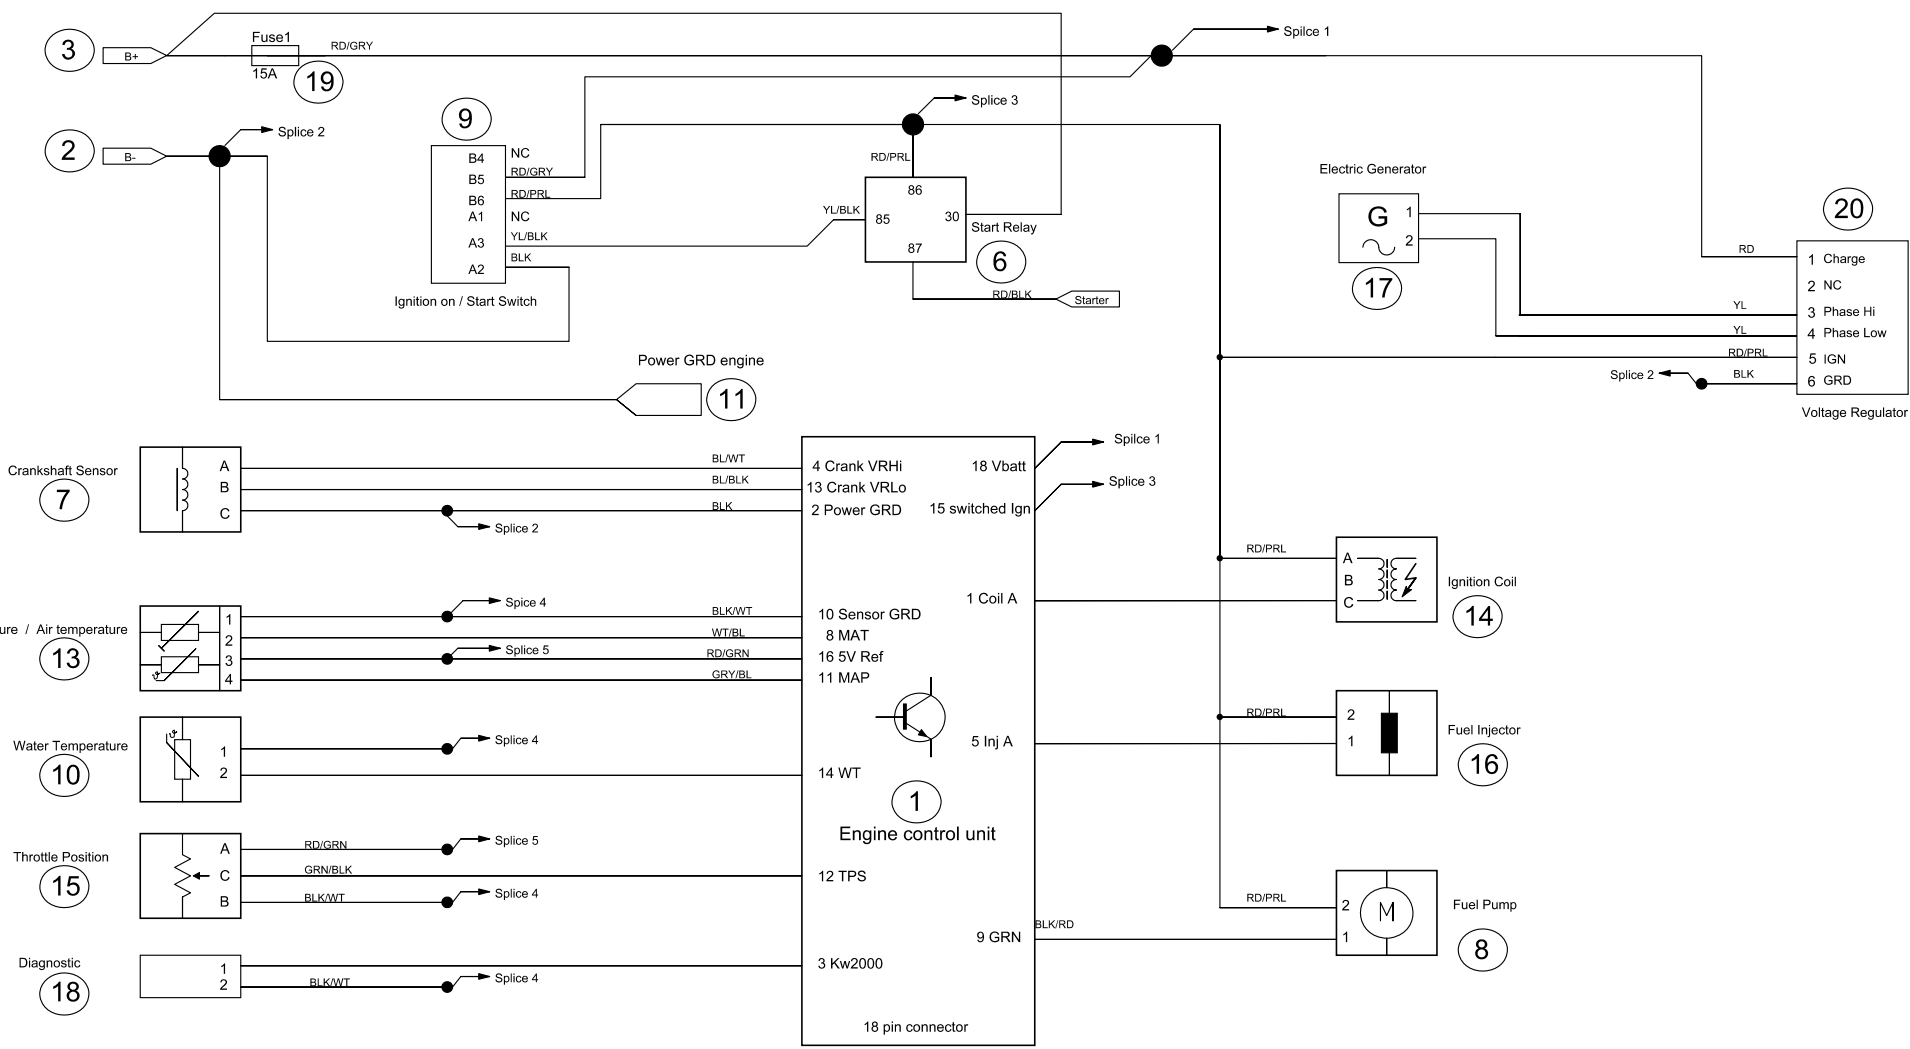 3
B+
Fuse1
15A
19
RD/GRY
Spilce 1
2
B-
Splice 2
9
B4 NC
B5 RD/GRY
B6 RD/PRL
A1 NC
A3 YL/BLK
A2 BLK
Ignition on / Start Switch
Splice 3
RD/PRL
YL/BLK
86
85
30
87
Start Relay
6
RD/BLK
Starter
Electric Generator
G
1
2
17
20
RD
1 Charge
2 NC
YL
3 Phase Hi
YL
4 Phase Low
RD/PRL
5 IGN
Splice 2
BLK
6 GRD
Voltage Regulator
Power GRD engine
11
Crankshaft Sensor
7
A
B
C
BL/WT
BL/BLK
BLK
Splice 2
4 Crank VRHi
13 Crank VRLo
2 Power GRD
18 Vbatt
Spilce 1
15 switched Ign
Splice 3
ure / Air temperature
13
1
2
3
4
Spice 4
Splice 5
BLK/WT
WT/BL
RD/GRN
GRY/BL
10 Sensor GRD
8 MAT
16 5V Ref
11 MAP
1 Coil A
RD/PRL
A
B
C
Ignition Coil
14
Water Temperature
10
1
2
Splice 4
14 WT
5 Inj A
RD/PRL
2
1
Fuel Injector
16
1
Engine control unit
Throttle Position
15
A
C
B
RD/GRN
GRN/BLK
BLK/WT
Splice 5
Splice 4
12 TPS
9 GRN
BLK/RD
RD/PRL
2
1
M
Fuel Pump
8
Diagnostic
18
1
2
BLK/WT
Splice 4
3 Kw2000
18 pin connector